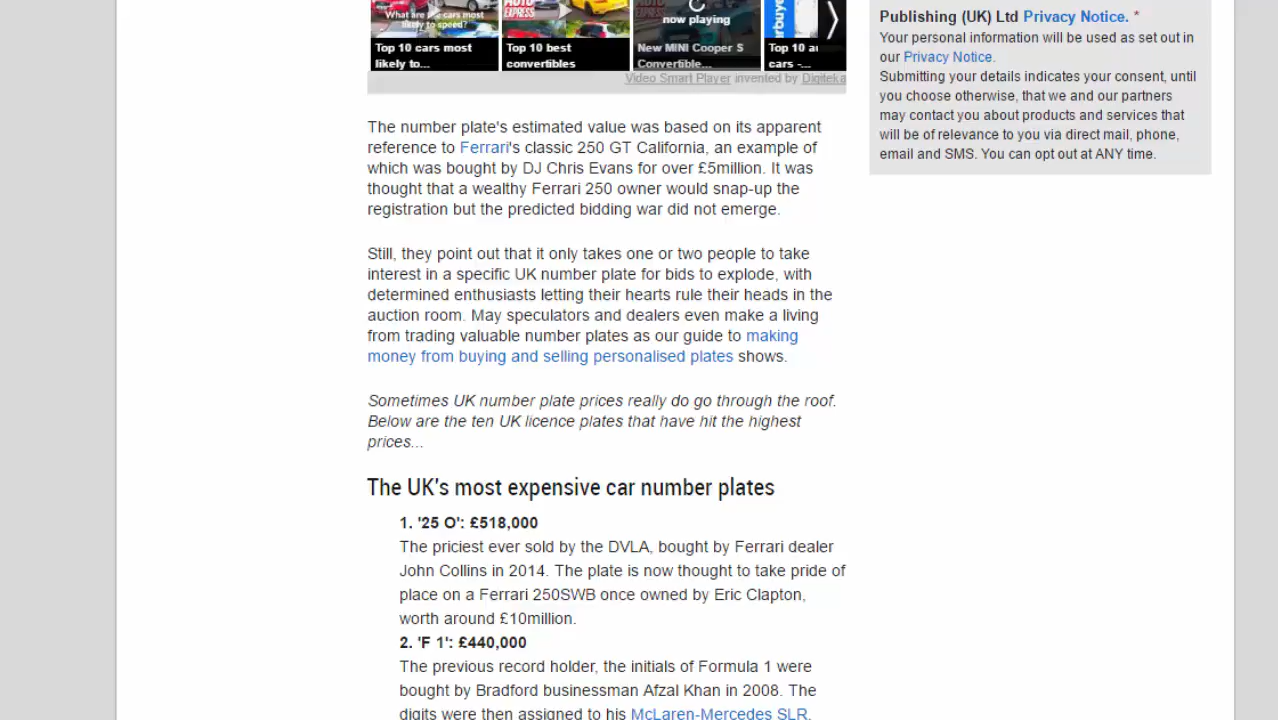 What are the cars most
likely to speed?
AUTO
EXPRESS
now playing
Top 10 cars most
likely to...
Top 10 best
convertibles
New MINI Cooper S
Convertible...
Top 10 au
cars -...
Video Smart Player invented by Digiteka
The number plate's estimated value was based on its apparent
reference to Ferrari's classic 250 GT California, an example of
which was bought by DJ Chris Evans for over £5million. It was
thought that a wealthy Ferrari 250 owner would snap-up the
registration but the predicted bidding war did not emerge.
Still, they point out that it only takes one or two people to take
interest in a specific UK number plate for bids to explode, with
determined enthusiasts letting their hearts rule their heads in the
auction room. May speculators and dealers even make a living
from trading valuable number plates as our guide to making
money from buying and selling personalised plates shows.
Sometimes UK number plate prices really do go through the roof.
Below are the ten UK licence plates that have hit the highest
prices...
The UK's most expensive car number plates
1. '25 O': £518,000
The priciest ever sold by the DVLA, bought by Ferrari dealer
John Collins in 2014. The plate is now thought to take pride of
place on a Ferrari 250SWB once owned by Eric Clapton,
worth around £10million.
2. 'F 1': £440,000
The previous record holder, the initials of Formula 1 were
bought by Bradford businessman Afzal Khan in 2008. The
digits were then assigned to his McLaren-Mercedes SLR.
Publishing (UK) Ltd Privacy Notice. *
Your personal information will be used as set out in
our Privacy Notice.
Submitting your details indicates your consent, until
you choose otherwise, that we and our partners
may contact you about products and services that
will be of relevance to you via direct mail, phone,
email and SMS. You can opt out at ANY time.